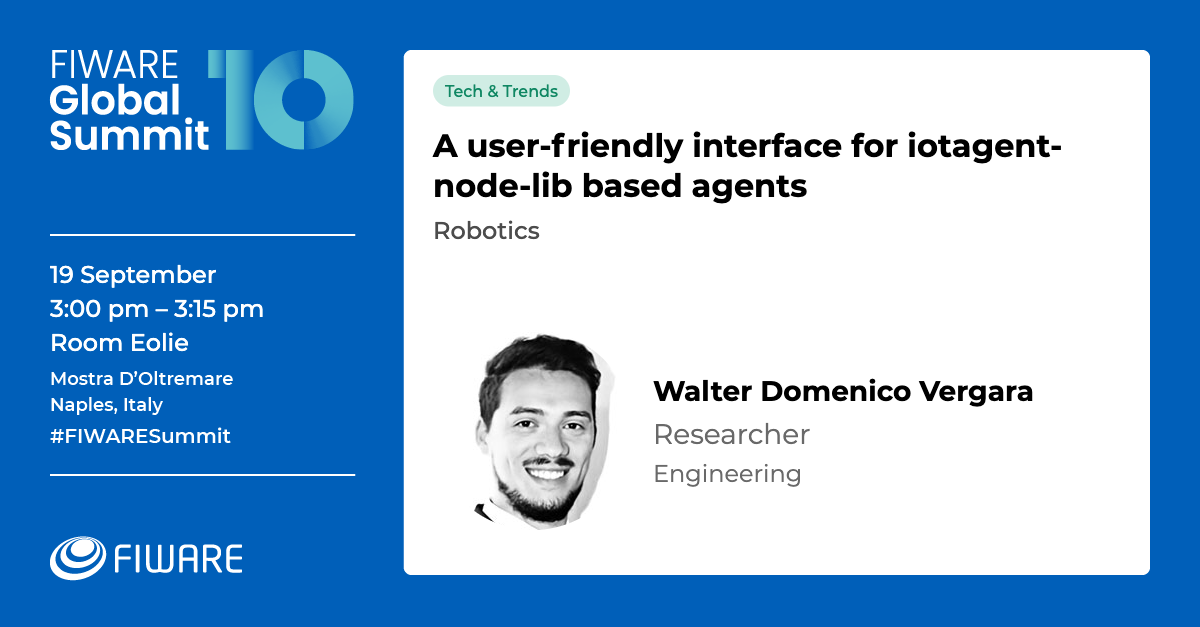 FIWARE
Global
Summit
10
19 September
3:00 pm – 3:15 pm
Room Eolie
Mostra D’Oltremare
Naples, Italy
#FIWARESummit
FIWARE
Tech & Trends
A user-friendly interface for iotagent-
node-lib based agents
Robotics
Walter Domenico Vergara
Researcher
Engineering